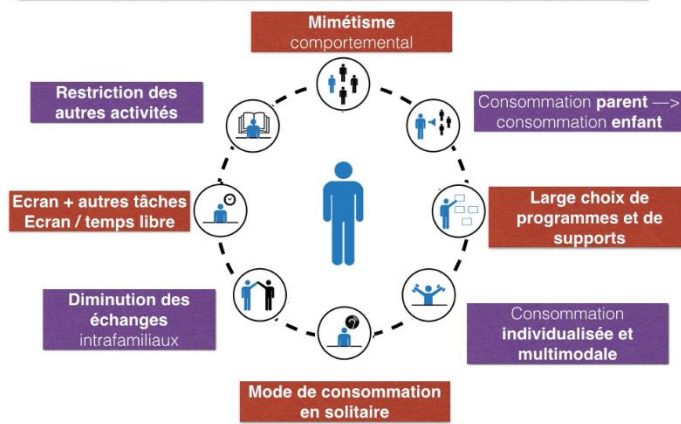 Mimétisme
comportemental
Restriction des
autres activités
Consommation parent —>
consommation enfant
Ecran + autres tâches
Ecran / temps libre
Large choix de
programmes et de
supports
Diminution des
échanges
intrafamiliaux
Consommation
individualisée et
multimodale
Mode de consommation
en solitaire